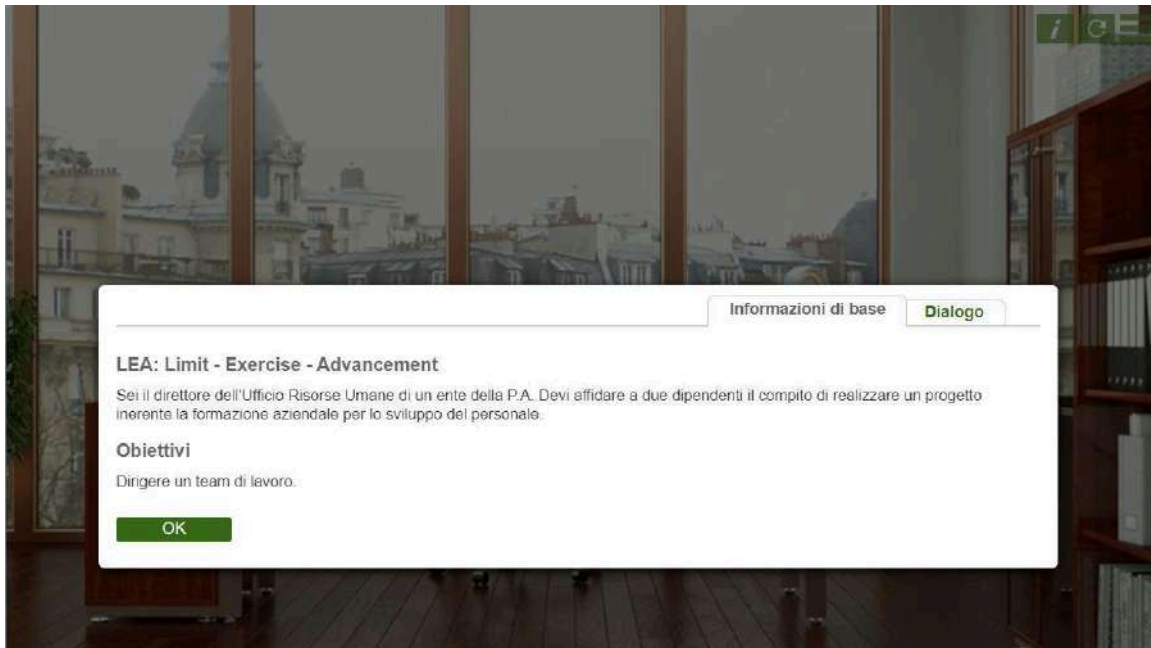 i
Informazioni di base
Dialogo
LEA: Limit - Exercise - Advancement
Sei il direttore dell'Ufficio Risorse Umane di un ente della P.A. Devi affidare a due dipendenti il compito di realizzare un progetto
inerente la formazione aziendale per lo sviluppo del personale.
Obiettivi
Dirigere un team di lavoro.
OK